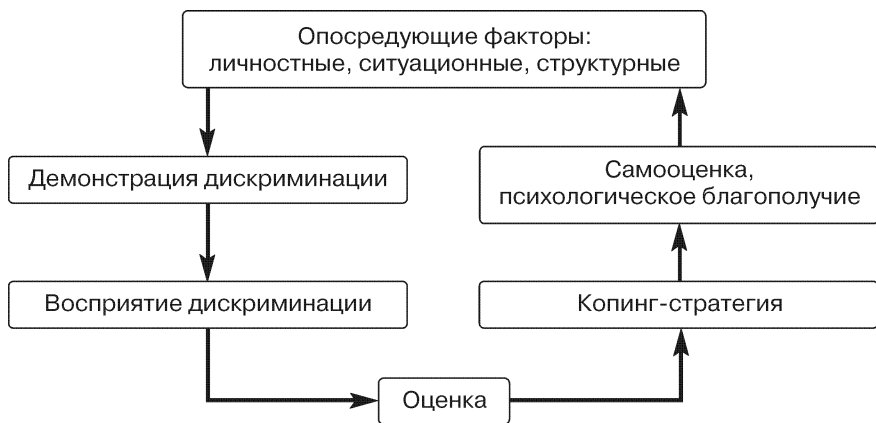 Опосредующие факторы:
личностные, ситуационные, структурные
Демонстрация дискриминации
Самооценка,
психологическое благополучие
Восприятие дискриминации
Копинг-стратегия
Оценка